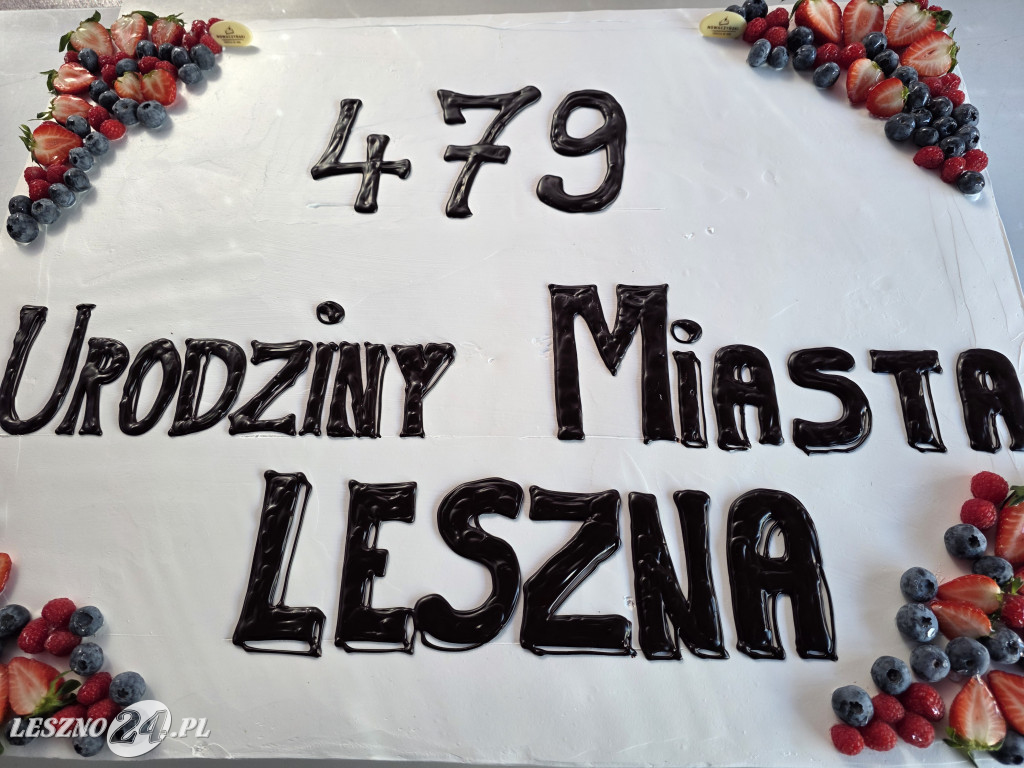 479
URODZINY MIASTA
LESZNA
LESZNO24.PL